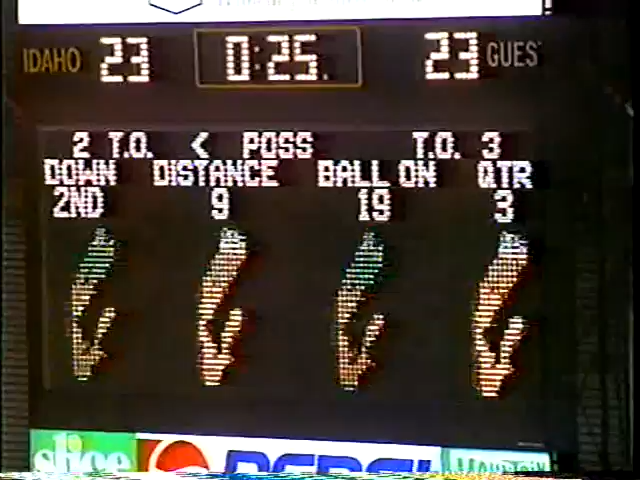 IDAHO 23 0:25. 23 GUES
2 T.O. < POSS T.O. 3
DOWN DISTANCE BALL ON QTR
2ND 9 19 3
slice PEPSI MOUNTAIN